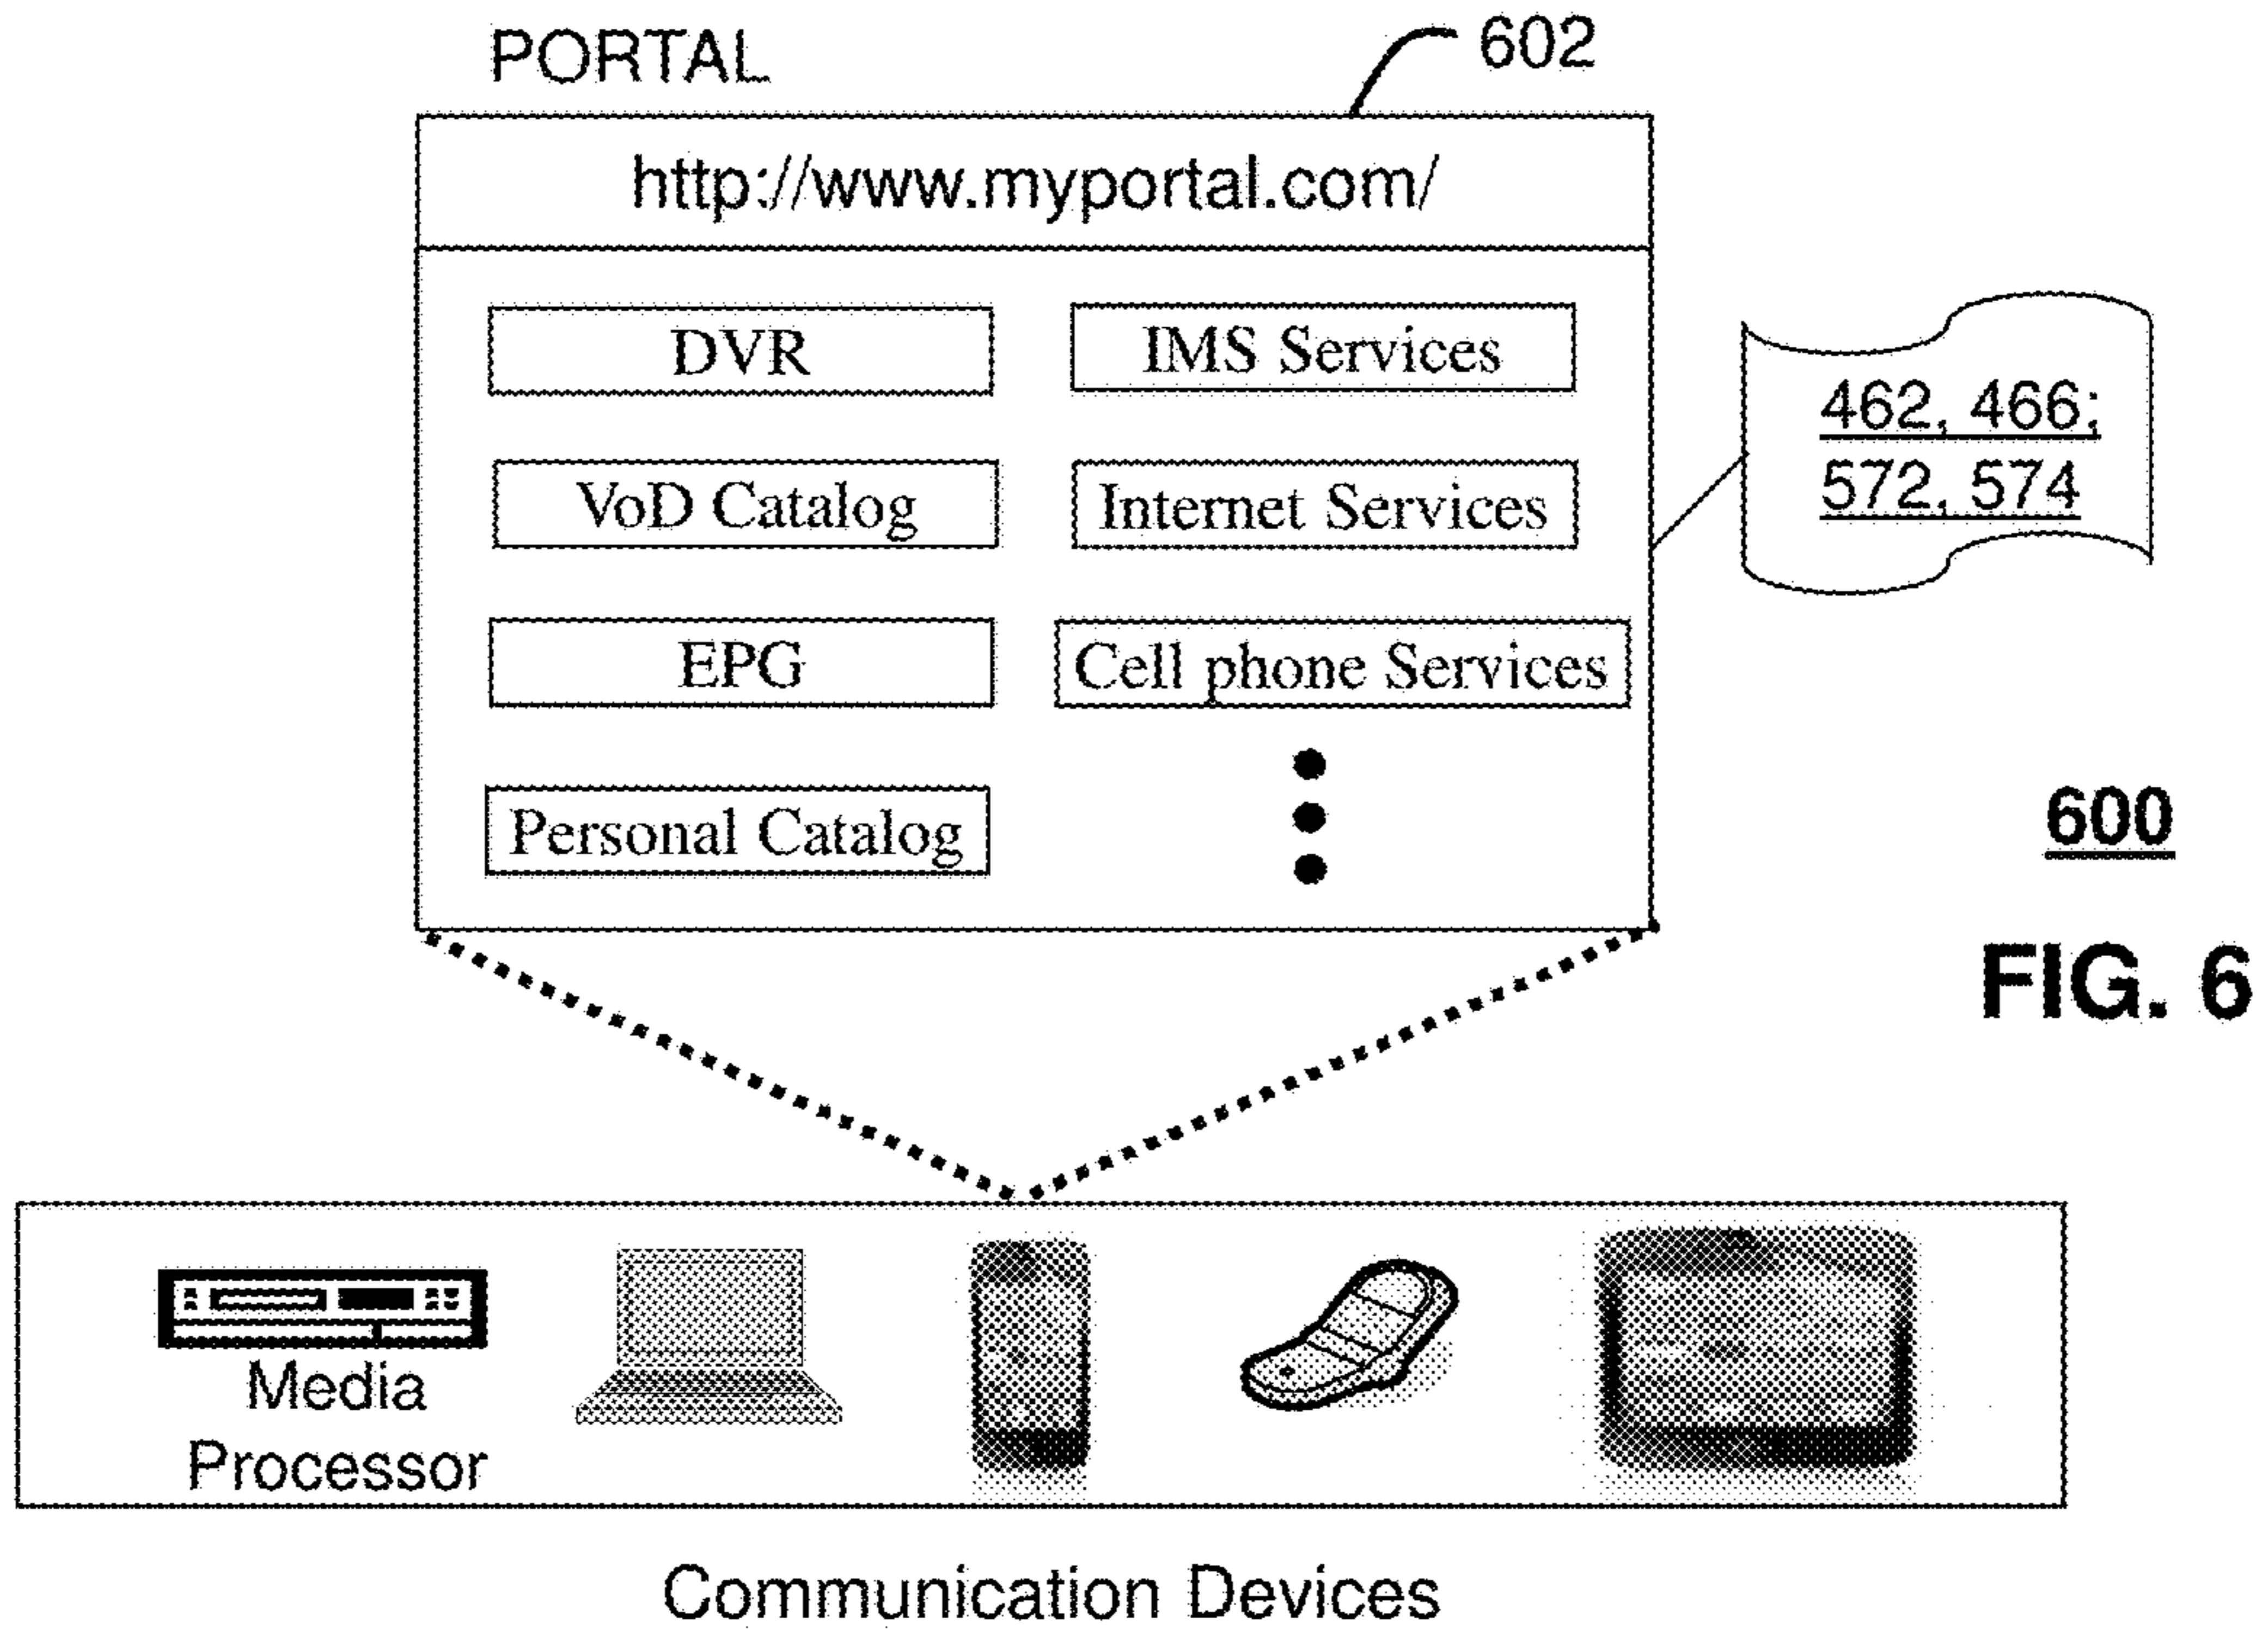 PORTAL
602
http://www.myportal.com/
DVR
IMS Services
VoD Catalog
Internet Services
EPG
Cell phone Services
Personal Catalog
462, 466;
572, 574
600
FIG. 6
Media
Processor
Communication Devices